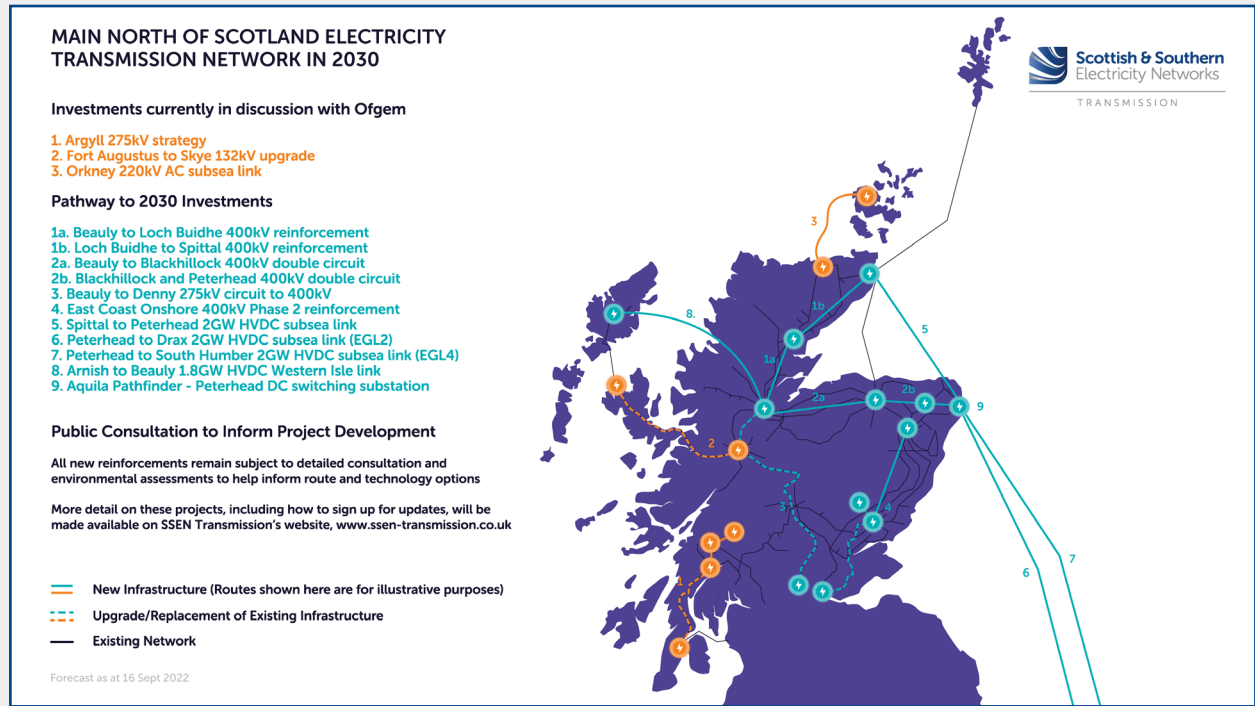 MAIN NORTH OF SCOTLAND ELECTRICITY
TRANSMISSION NETWORK IN 2030
Scottish & Southern
Electricity Networks
TRANSMISSION
Investments currently in discussion with Ofgem
1. Argyll 275kV strategy
2. Fort Augustus to Skye 132kV upgrade
3. Orkney 220kV AC subsea link
Pathway to 2030 Investments
1a. Beauly to Loch Buidhe 400kV reinforcement
1b. Loch Buidhe to Spittal 400kV reinforcement
2a. Beauly to Blackhillock 400kV double circuit
2b. Blackhillock and Peterhead 400kV double circuit
3. Beauly to Denny 275kV circuit to 400kV
4. East Coast Onshore 400kV Phase 2 reinforcement
5. Spittal to Peterhead 2GW HVDC subsea link
6. Peterhead to Drax 2GW HVDC subsea link (EGL2)
7. Peterhead to South Humber 2GW HVDC subsea link (EGL4)
8. Arnish to Beauly 1.8GW HVDC Western Isle link
9. Aquila Pathfinder - Peterhead DC switching substation
Public Consultation to Inform Project Development
All new reinforcements remain subject to detailed consultation and
environmental assessments to help inform route and technology options
More detail on these projects, including how to sign up for updates, will be
made available on SSEN Transmission's website, www.ssen-transmission.co.uk
New Infrastructure (Routes shown here are for illustrative purposes)
Upgrade/Replacement of Existing Infrastructure
Existing Network
Forecast as at 16 Sept 2022
3
1b
8.
5
1a
2a
2b
9
2
3
4
1
6
7